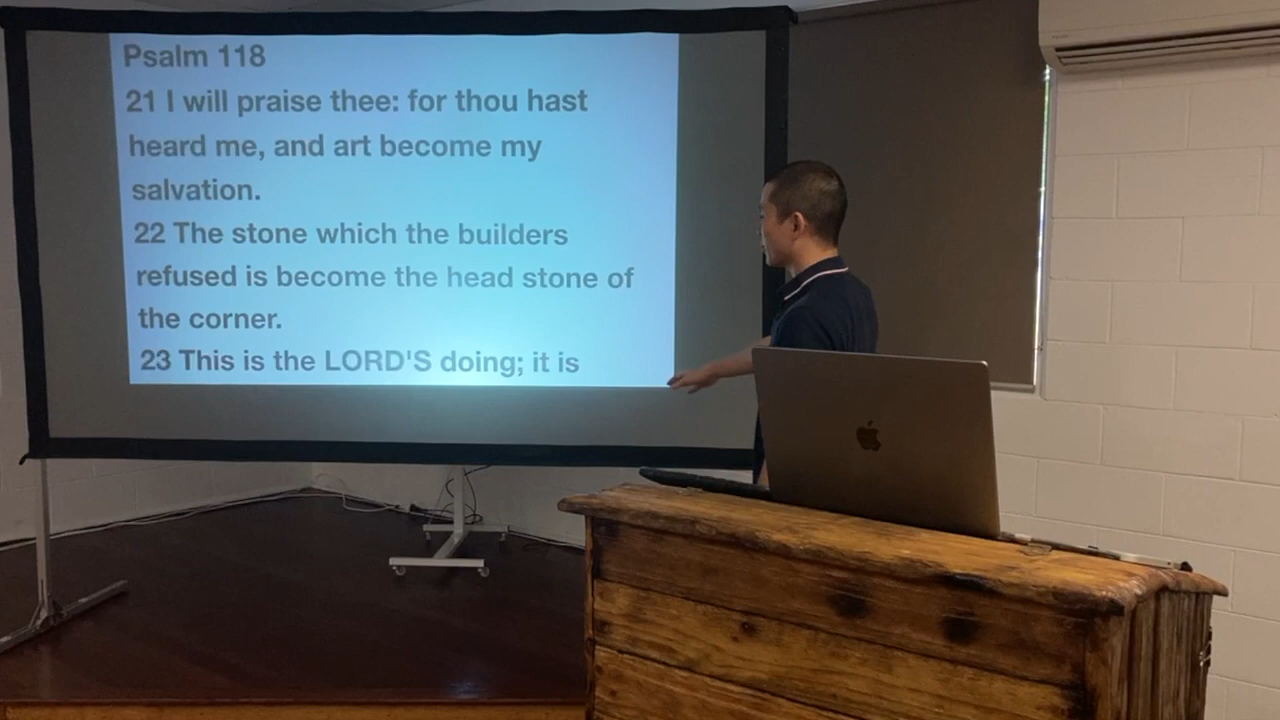 Psalm 118
21 I will praise thee: for thou hast
heard me, and art become my
salvation.
22 The stone which the builders
refused is become the head stone of
the corner.
23 This is the LORD'S doing; it is